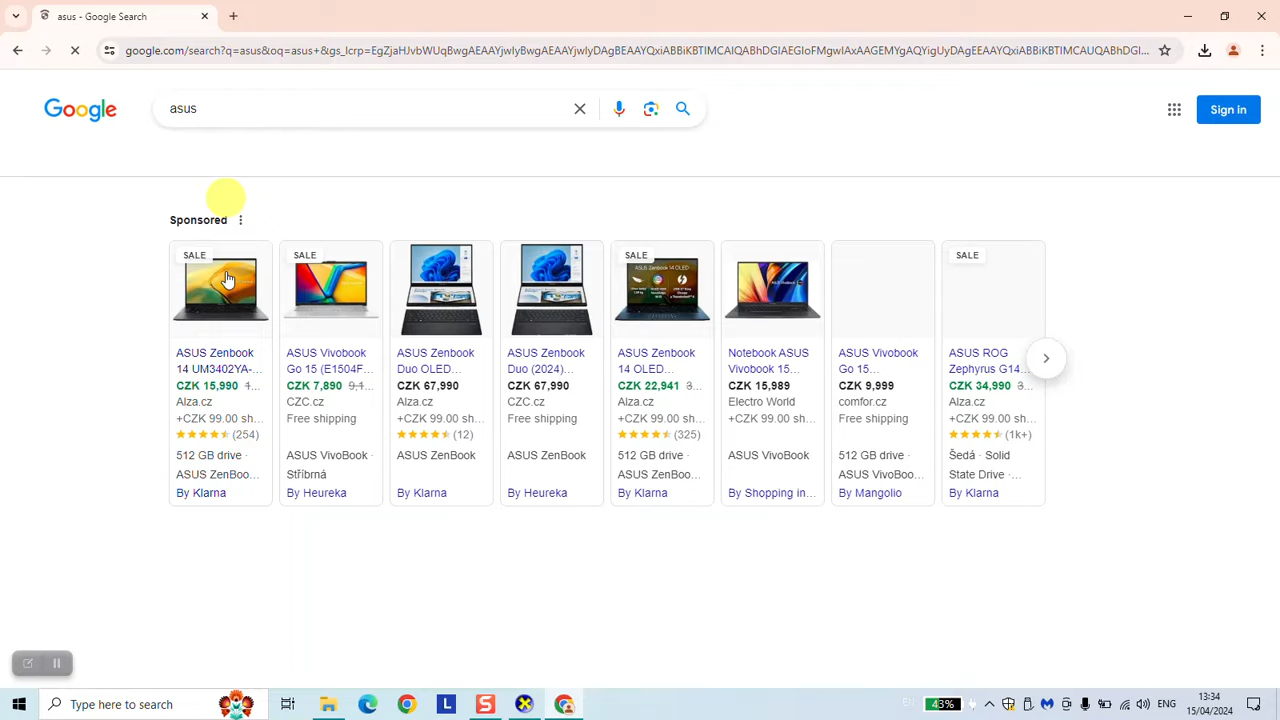 asus - Google Search
google.com/search?q=asus&oq=asus+&gs_lcrp=EgZjaHJvbWUqBwgAEAAYjwIyBwgAEAAYjwIyDAgBEAAYQxiABBiKBTIMCAIQABhDGIAEGIoFMgwIAxAAGEMYgAQYigUyDAgEEAAYQxiABBiKBTIMCAUQABhDGI...
Google
asus
Sign in
Sponsored
SALE
ASUS Zenbook
14 UM3402YA-...
CZK 15,990 1...
Alza.cz
+CZK 99.00 sh...
(254)
512 GB drive ·
ASUS ZenBoo...
By Klarna
SALE
ASUS Vivobook
Go 15 (E1504F...
CZK 7,890 9,1...
CZC.cz
Free shipping
ASUS VivoBook ·
Stříbrná
By Heureka
ASUS Zenbook
Duo OLED...
CZK 67,990
Alza.cz
+CZK 99.00 sh...
(12)
ASUS ZenBook
By Klarna
ASUS Zenbook
Duo (2024)...
CZK 67,990
CZC.cz
Free shipping
ASUS ZenBook
By Heureka
SALE
ASUS Zenbook 14 OLED
ASUS Zenbook
14 OLED...
CZK 22,941 3...
Alza.cz
+CZK 99.00 sh...
(325)
512 GB drive ·
ASUS ZenBoo...
By Klarna
Notebook ASUS
Vivobook 15...
CZK 15,989
Electro World
+CZK 99.00 sh...
ASUS VivoBook
By Shopping in...
ASUS Vivobook
Go 15...
CZK 9,999
comfor.cz
Free shipping
512 GB drive ·
ASUS VivoBoo...
By Mangolio
SALE
ASUS ROG
Zephyrus G14...
CZK 34,990 3...
Alza.cz
+CZK 99.00 sh...
(1k+)
Šedá · Solid
State Drive ·...
By Klarna
Type here to search
L
S
43%
ENG
13:34
15/04/2024